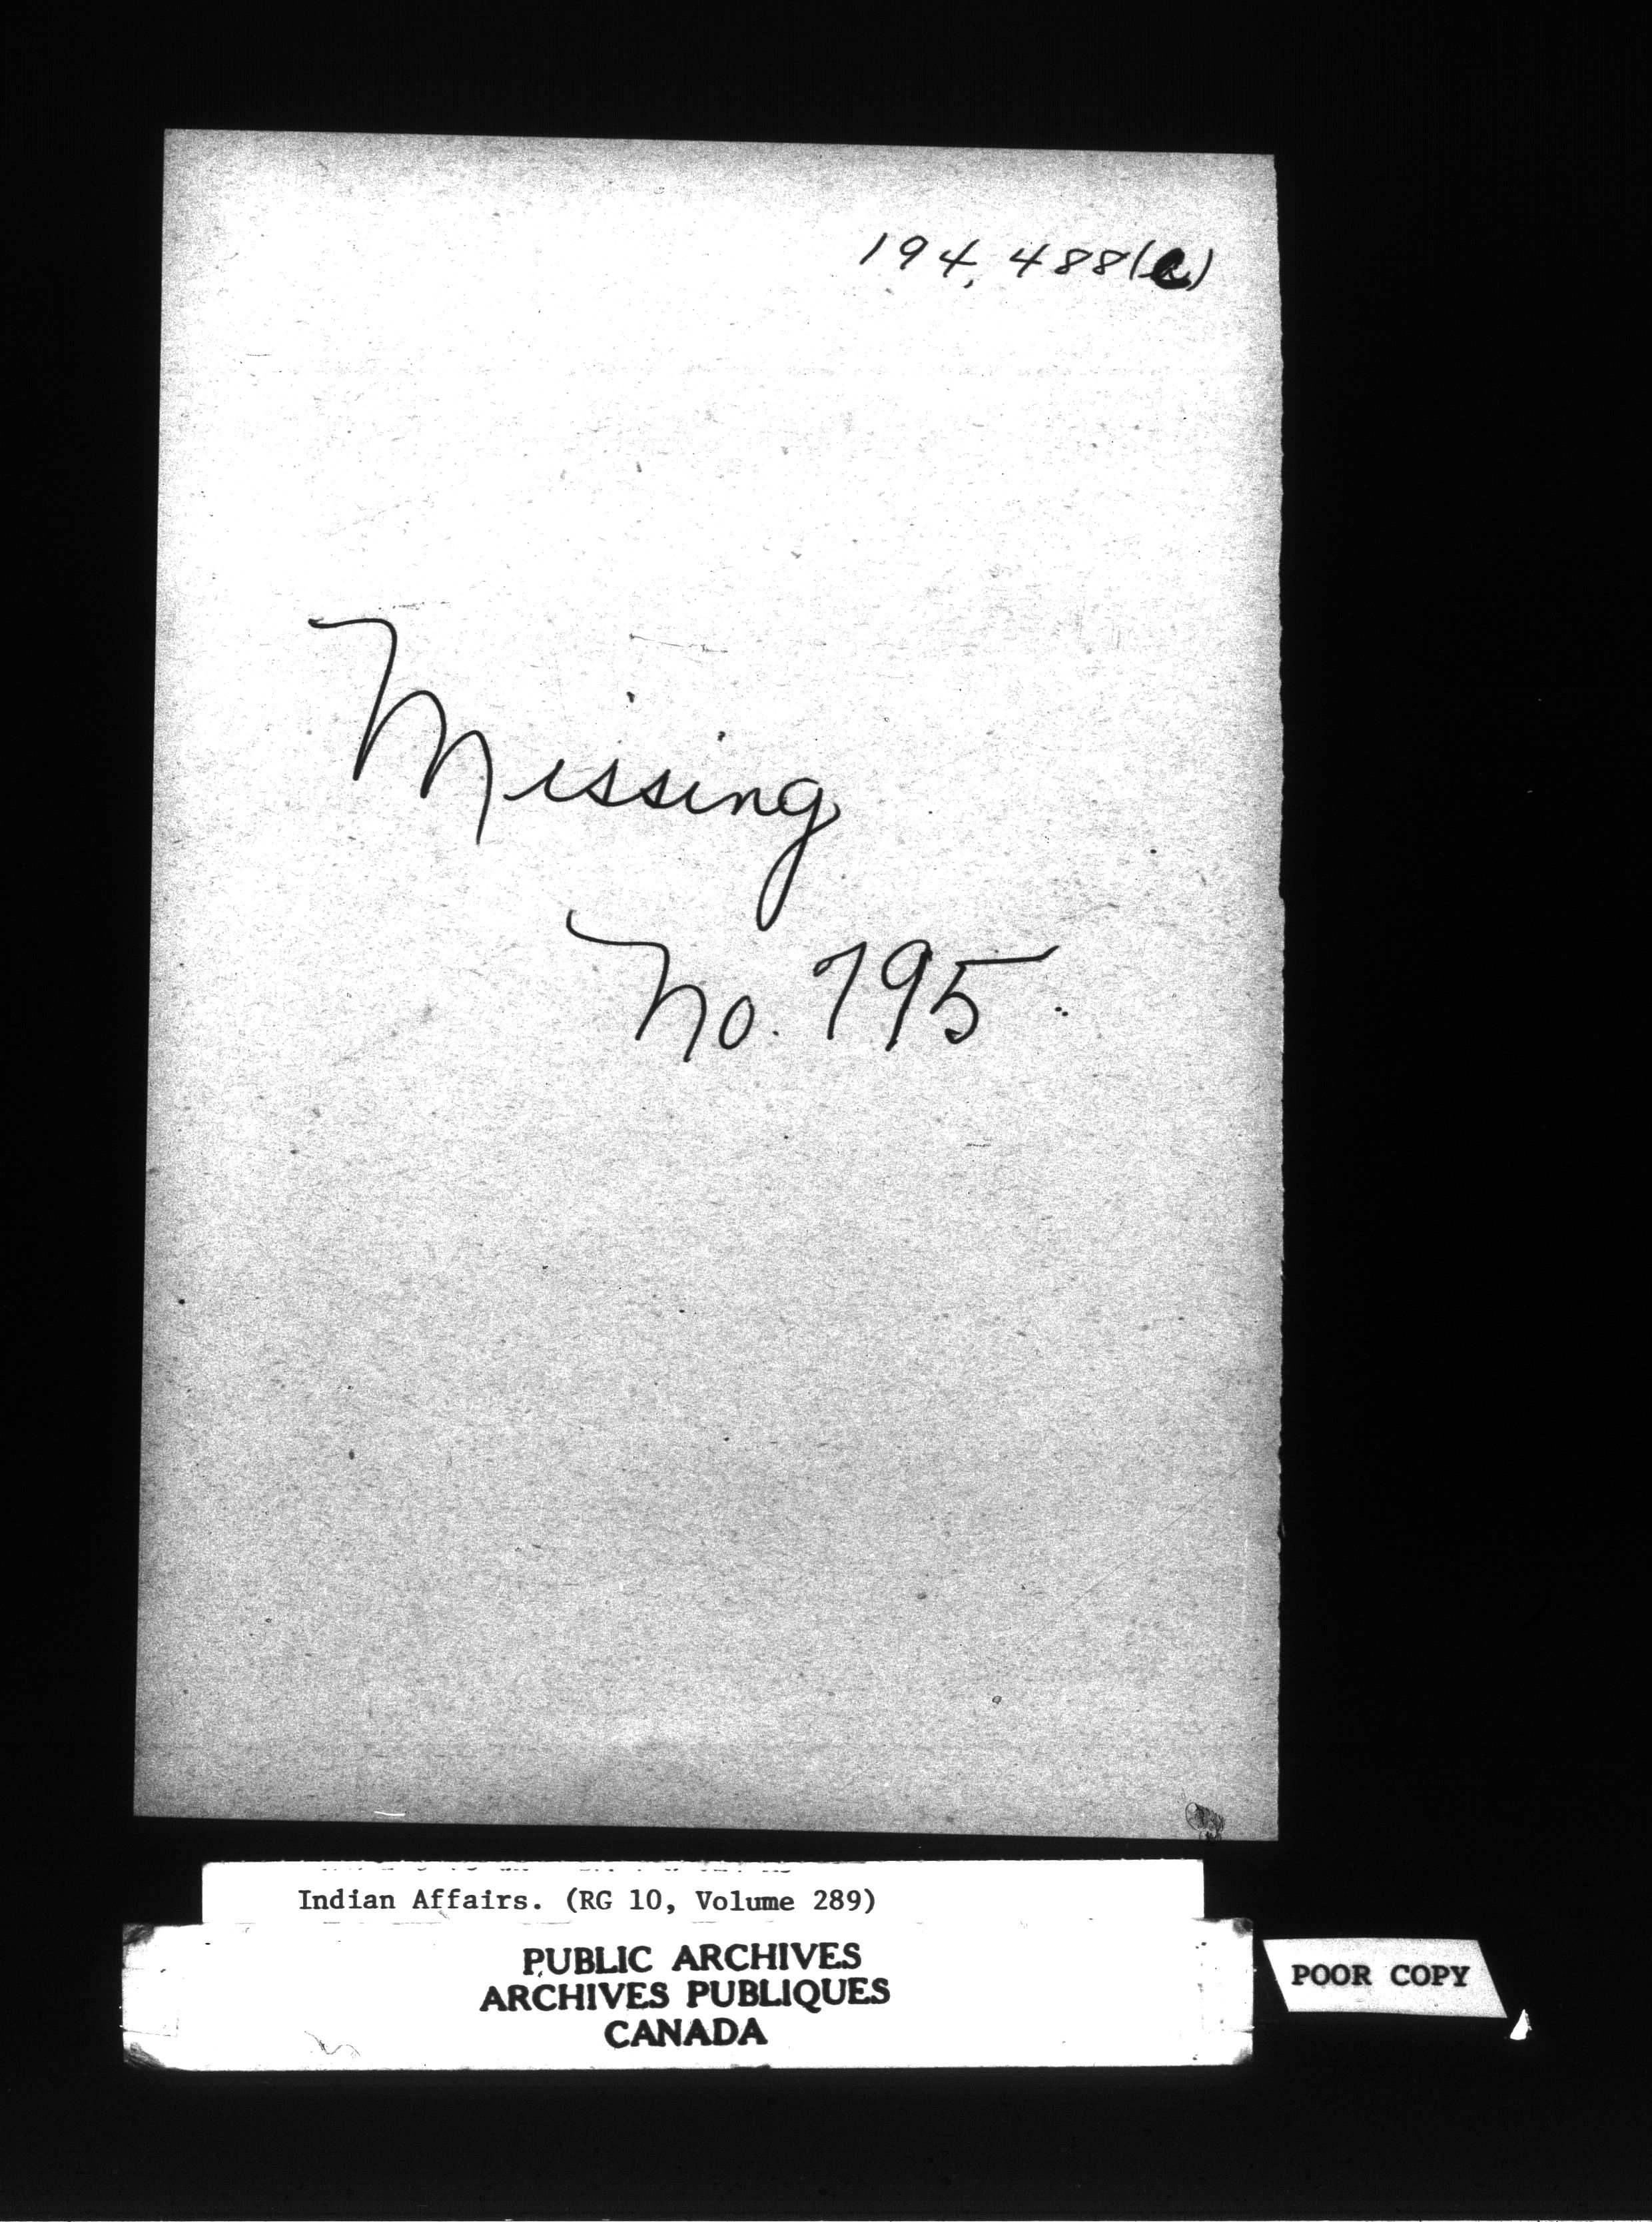 194,488(c)
Missing
No. 795
Indian Affairs. (RG 10, Volume 289)
PUBLIC ARCHIVES
ARCHIVES PUBLIQUES
CANADA
POOR COPY